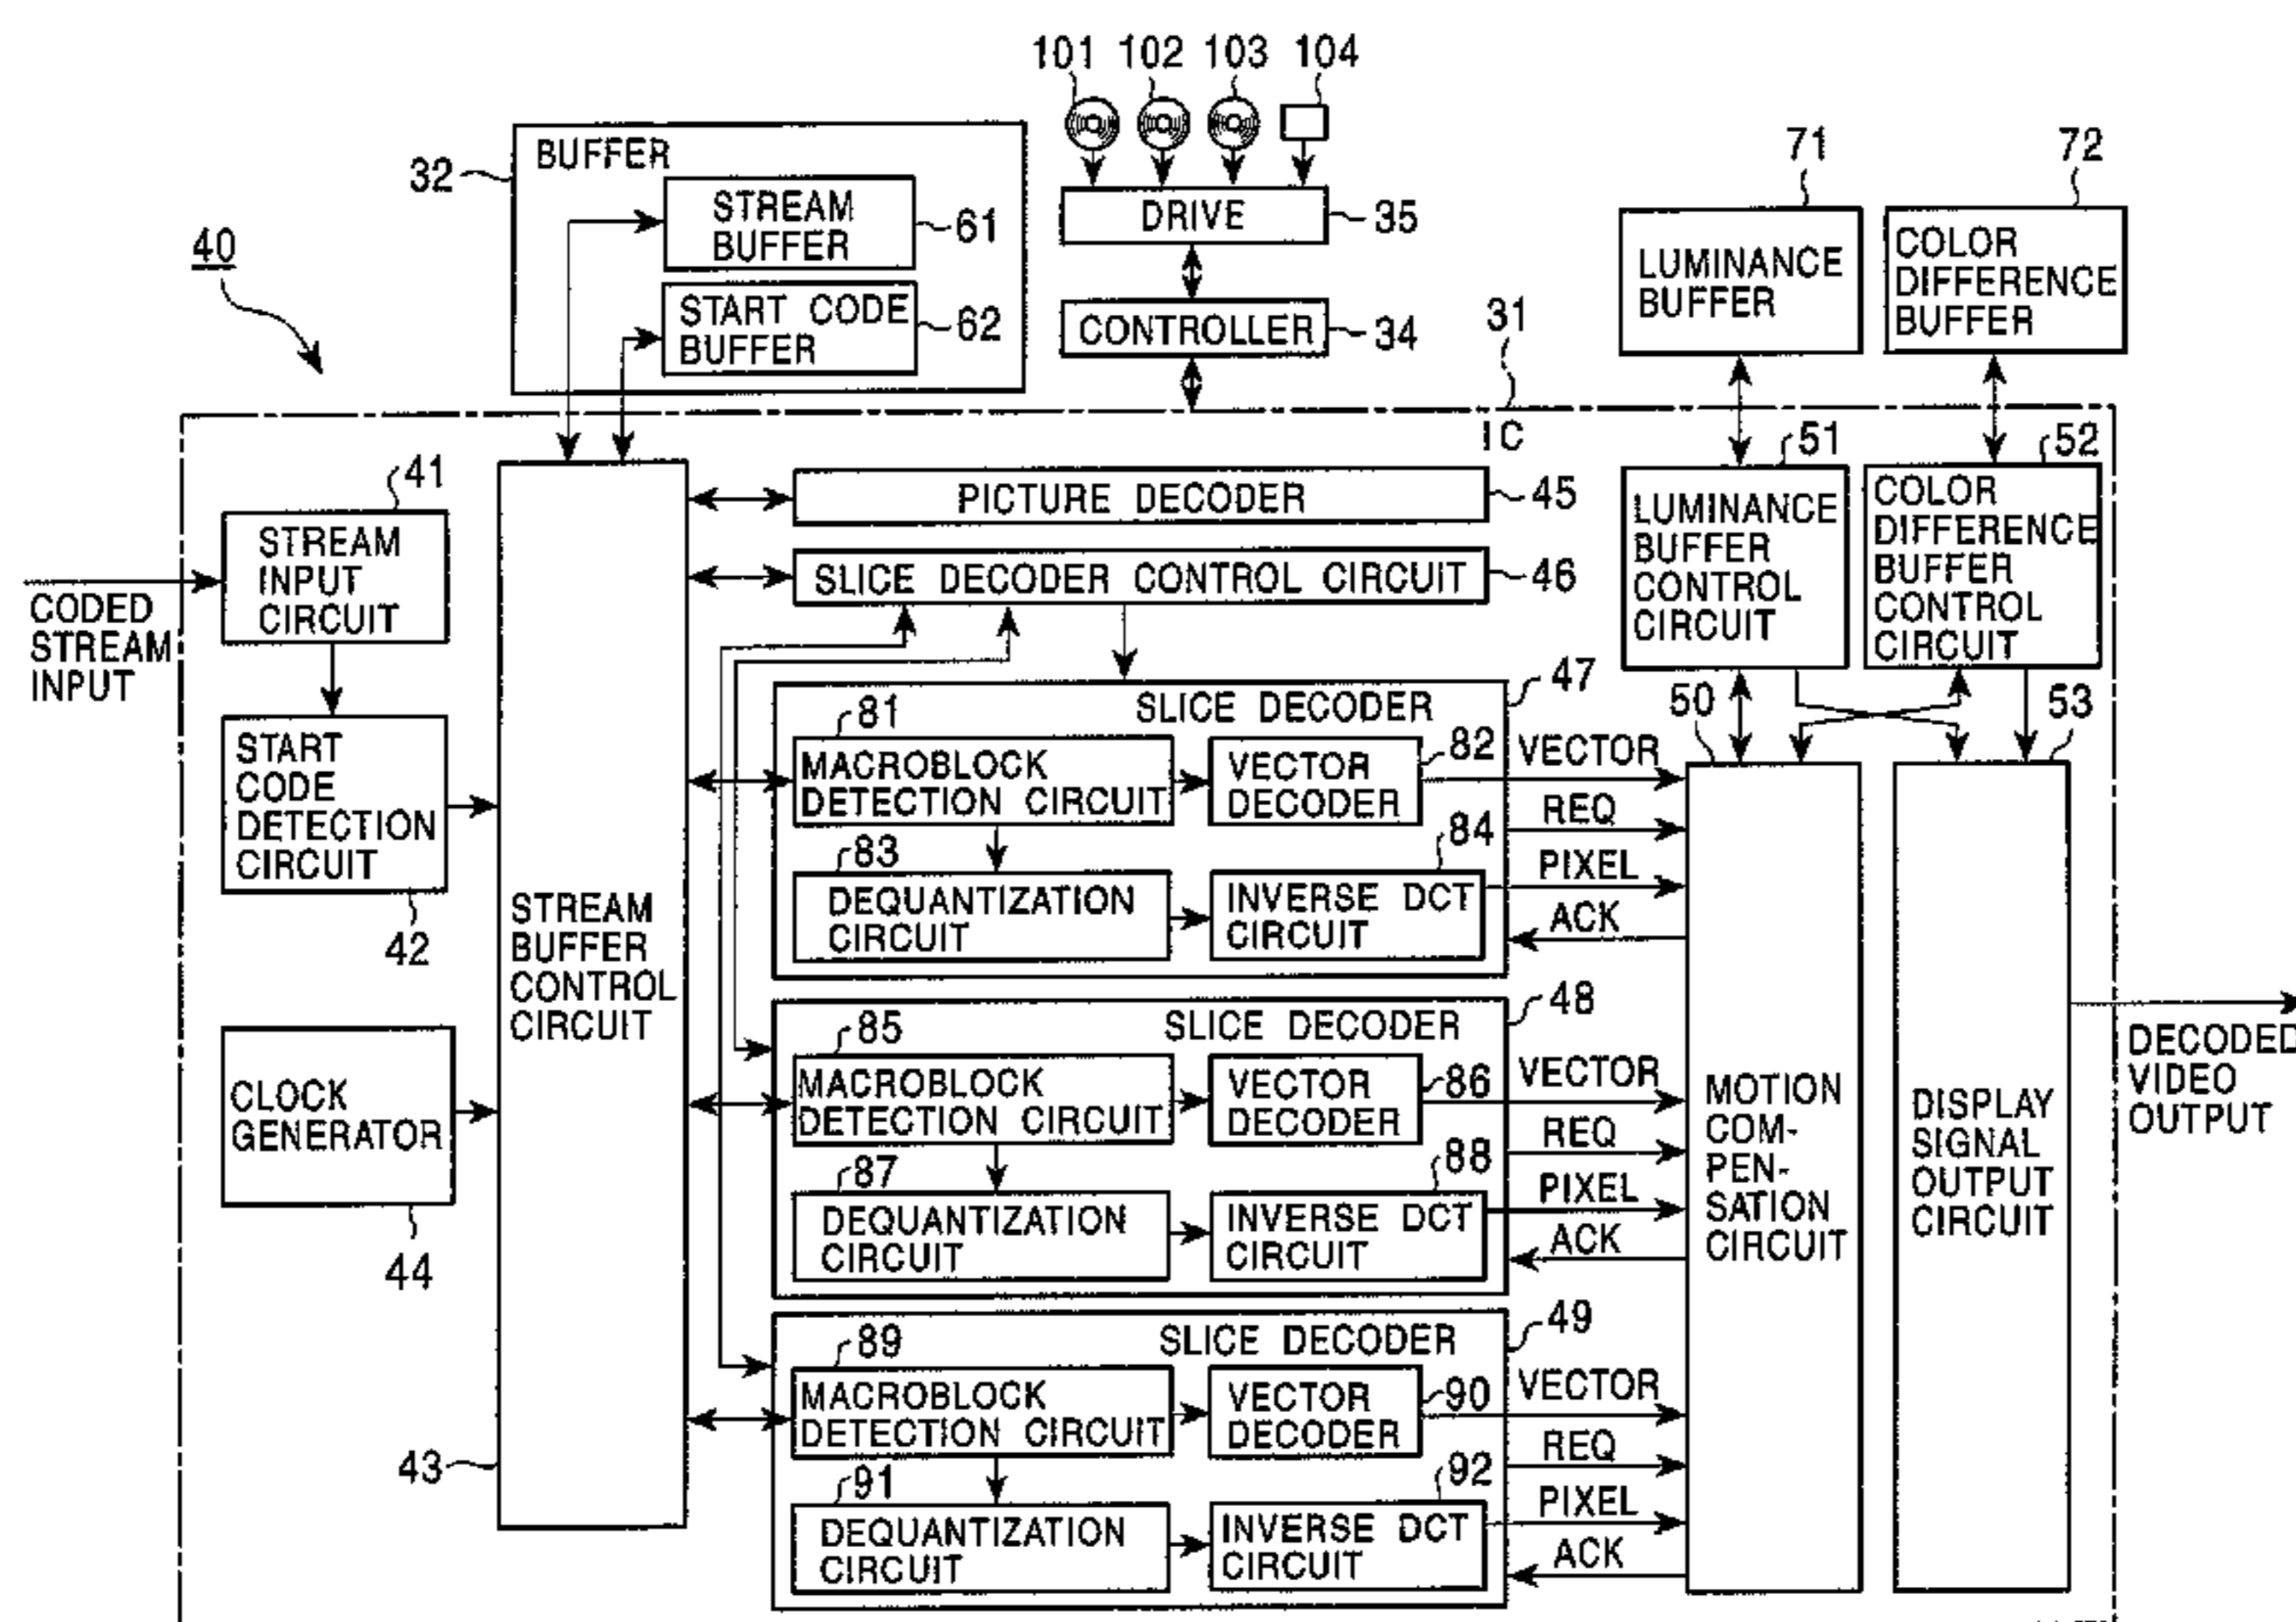 101 102 103 104
BUFFER
32
STREAM
BUFFER
61
START CODE
BUFFER
62
40
DRIVE
35
CONTROLLER
34
31
IC
71
LUMINANCE
BUFFER
72
COLOR
DIFFERENCE
BUFFER
41
STREAM
INPUT
CIRCUIT
CODED
STREAM
INPUT
START
CODE
DETECTION
CIRCUIT
42
CLOCK
GENERATOR
44
STREAM
BUFFER
CONTROL
CIRCUIT
43
PICTURE DECODER
45
SLICE DECODER CONTROL CIRCUIT
46
51
LUMINANCE
BUFFER
CONTROL
CIRCUIT
52
COLOR
DIFFERENCE
BUFFER
CONTROL
CIRCUIT
47
SLICE DECODER
81
MACROBLOCK
DETECTION CIRCUIT
82
VECTOR
DECODER
83
DEQUANTIZATION
CIRCUIT
84
INVERSE DCT
CIRCUIT
VECTOR
REQ
PIXEL
ACK
48
SLICE DECODER
85
MACROBLOCK
DETECTION CIRCUIT
86
VECTOR
DECODER
87
DEQUANTIZATION
CIRCUIT
88
INVERSE DCT
CIRCUIT
VECTOR
REQ
PIXEL
ACK
49
SLICE DECODER
89
MACROBLOCK
DETECTION CIRCUIT
90
VECTOR
DECODER
91
DEQUANTIZATION
CIRCUIT
92
INVERSE DCT
CIRCUIT
VECTOR
REQ
PIXEL
ACK
50
MOTION
COM-
PEN-
SATION
CIRCUIT
53
DISPLAY
SIGNAL
OUTPUT
CIRCUIT
DECODED
VIDEO
OUTPUT